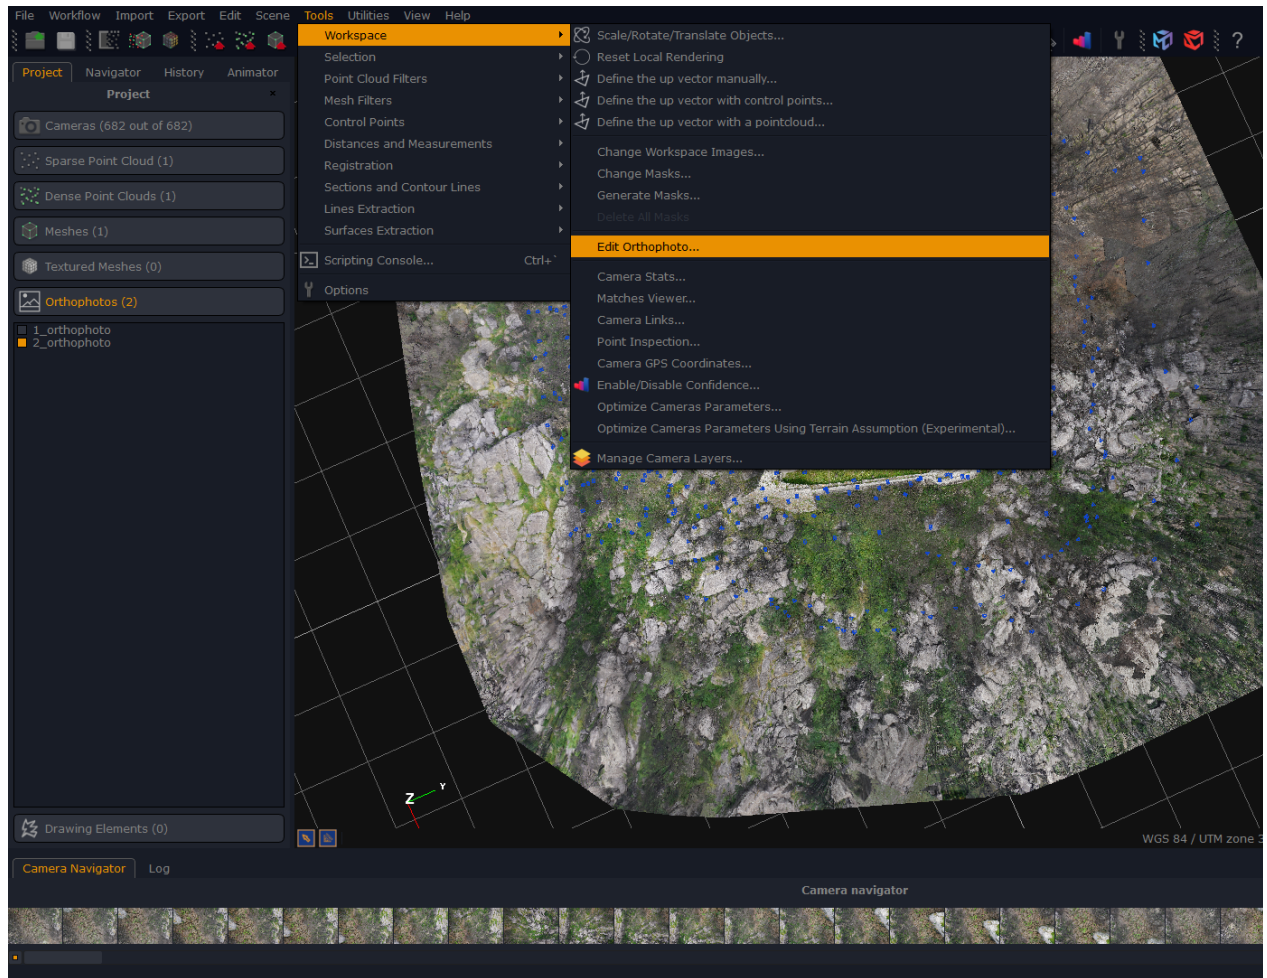 File Workflow Import Export Edit Scene Tools Utilities View Help
Project Navigator History Animator
Project
Cameras (682 out of 682)
Sparse Point Cloud (1)
Dense Point Clouds (1)
Meshes (1)
Textured Meshes (0)
Orthophotos (2)
1_orthophoto
2_orthophoto
Drawing Elements (0)
Workspace
Selection
Point Cloud Filters
Mesh Filters
Control Points
Distances and Measurements
Registration
Sections and Contour Lines
Lines Extraction
Surfaces Extraction
Scripting Console... Ctrl+`
Options
Scale/Rotate/Translate Objects...
Reset Local Rendering
Define the up vector manually...
Define the up vector with control points...
Define the up vector with a pointcloud...
Change Workspace Images...
Change Masks...
Generate Masks...
Delete All Masks
Edit Orthophoto...
Camera Stats...
Matches Viewer...
Camera Links...
Point Inspection...
Camera GPS Coordinates...
Enable/Disable Confidence...
Optimize Cameras Parameters...
Optimize Cameras Parameters Using Terrain Assumption (Experimental)...
Manage Camera Layers...
Z Y
WGS 84 / UTM zone 3
Camera Navigator Log
Camera navigator